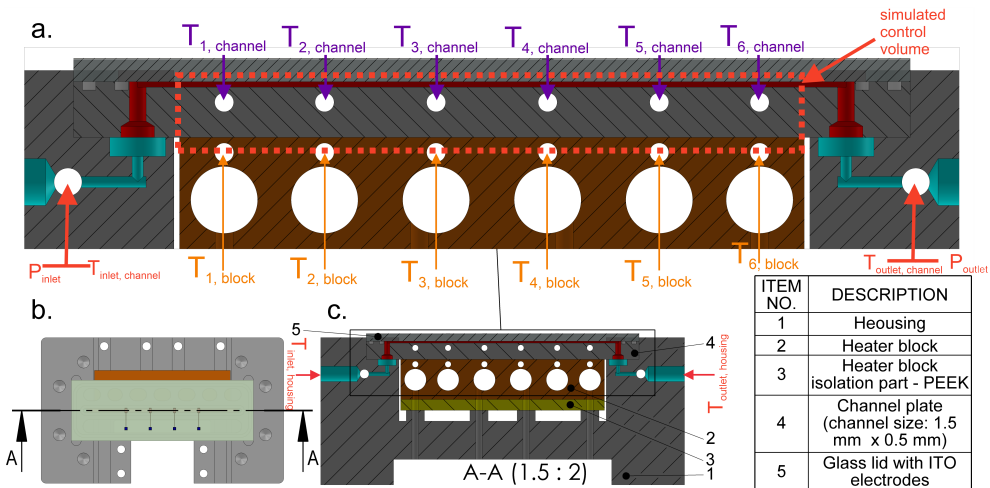 a.
T1, channel
T2, channel
T3, channel
T4, channel
T5, channel
T6, channel
simulated
control
volume
Pinlet
Tinlet, channel
T1, block
T2, block
T3, block
T4, block
T5, block
T6, block
Toutlet, channel
Poutlet
b.
A
A
c.
5
4
Tinlet, housing
Toutlet, housing
2
3
1
A-A (1.5 : 2)
ITEM NO. DESCRIPTION
1 Heousing
2 Heater block
3 Heater block
isolation part - PEEK
4 Channel plate
(channel size: 1.5
mm x 0.5 mm)
5 Glass lid with ITO
electrodes